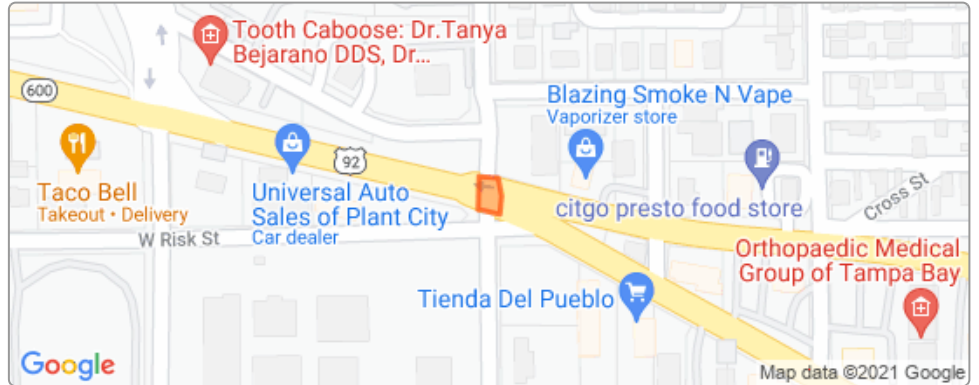 Tooth Caboose: Dr.Tanya
Bejarano DDS, Dr...
600
Blazing Smoke N Vape
Vaporizer store
92
Taco Bell
Takeout • Delivery
Universal Auto
Sales of Plant City
Car dealer
citgo presto food store
Cross St
W Risk St
Orthopaedic Medical
Group of Tampa Bay
Tienda Del Pueblo
Google
Map data ©2021 Google